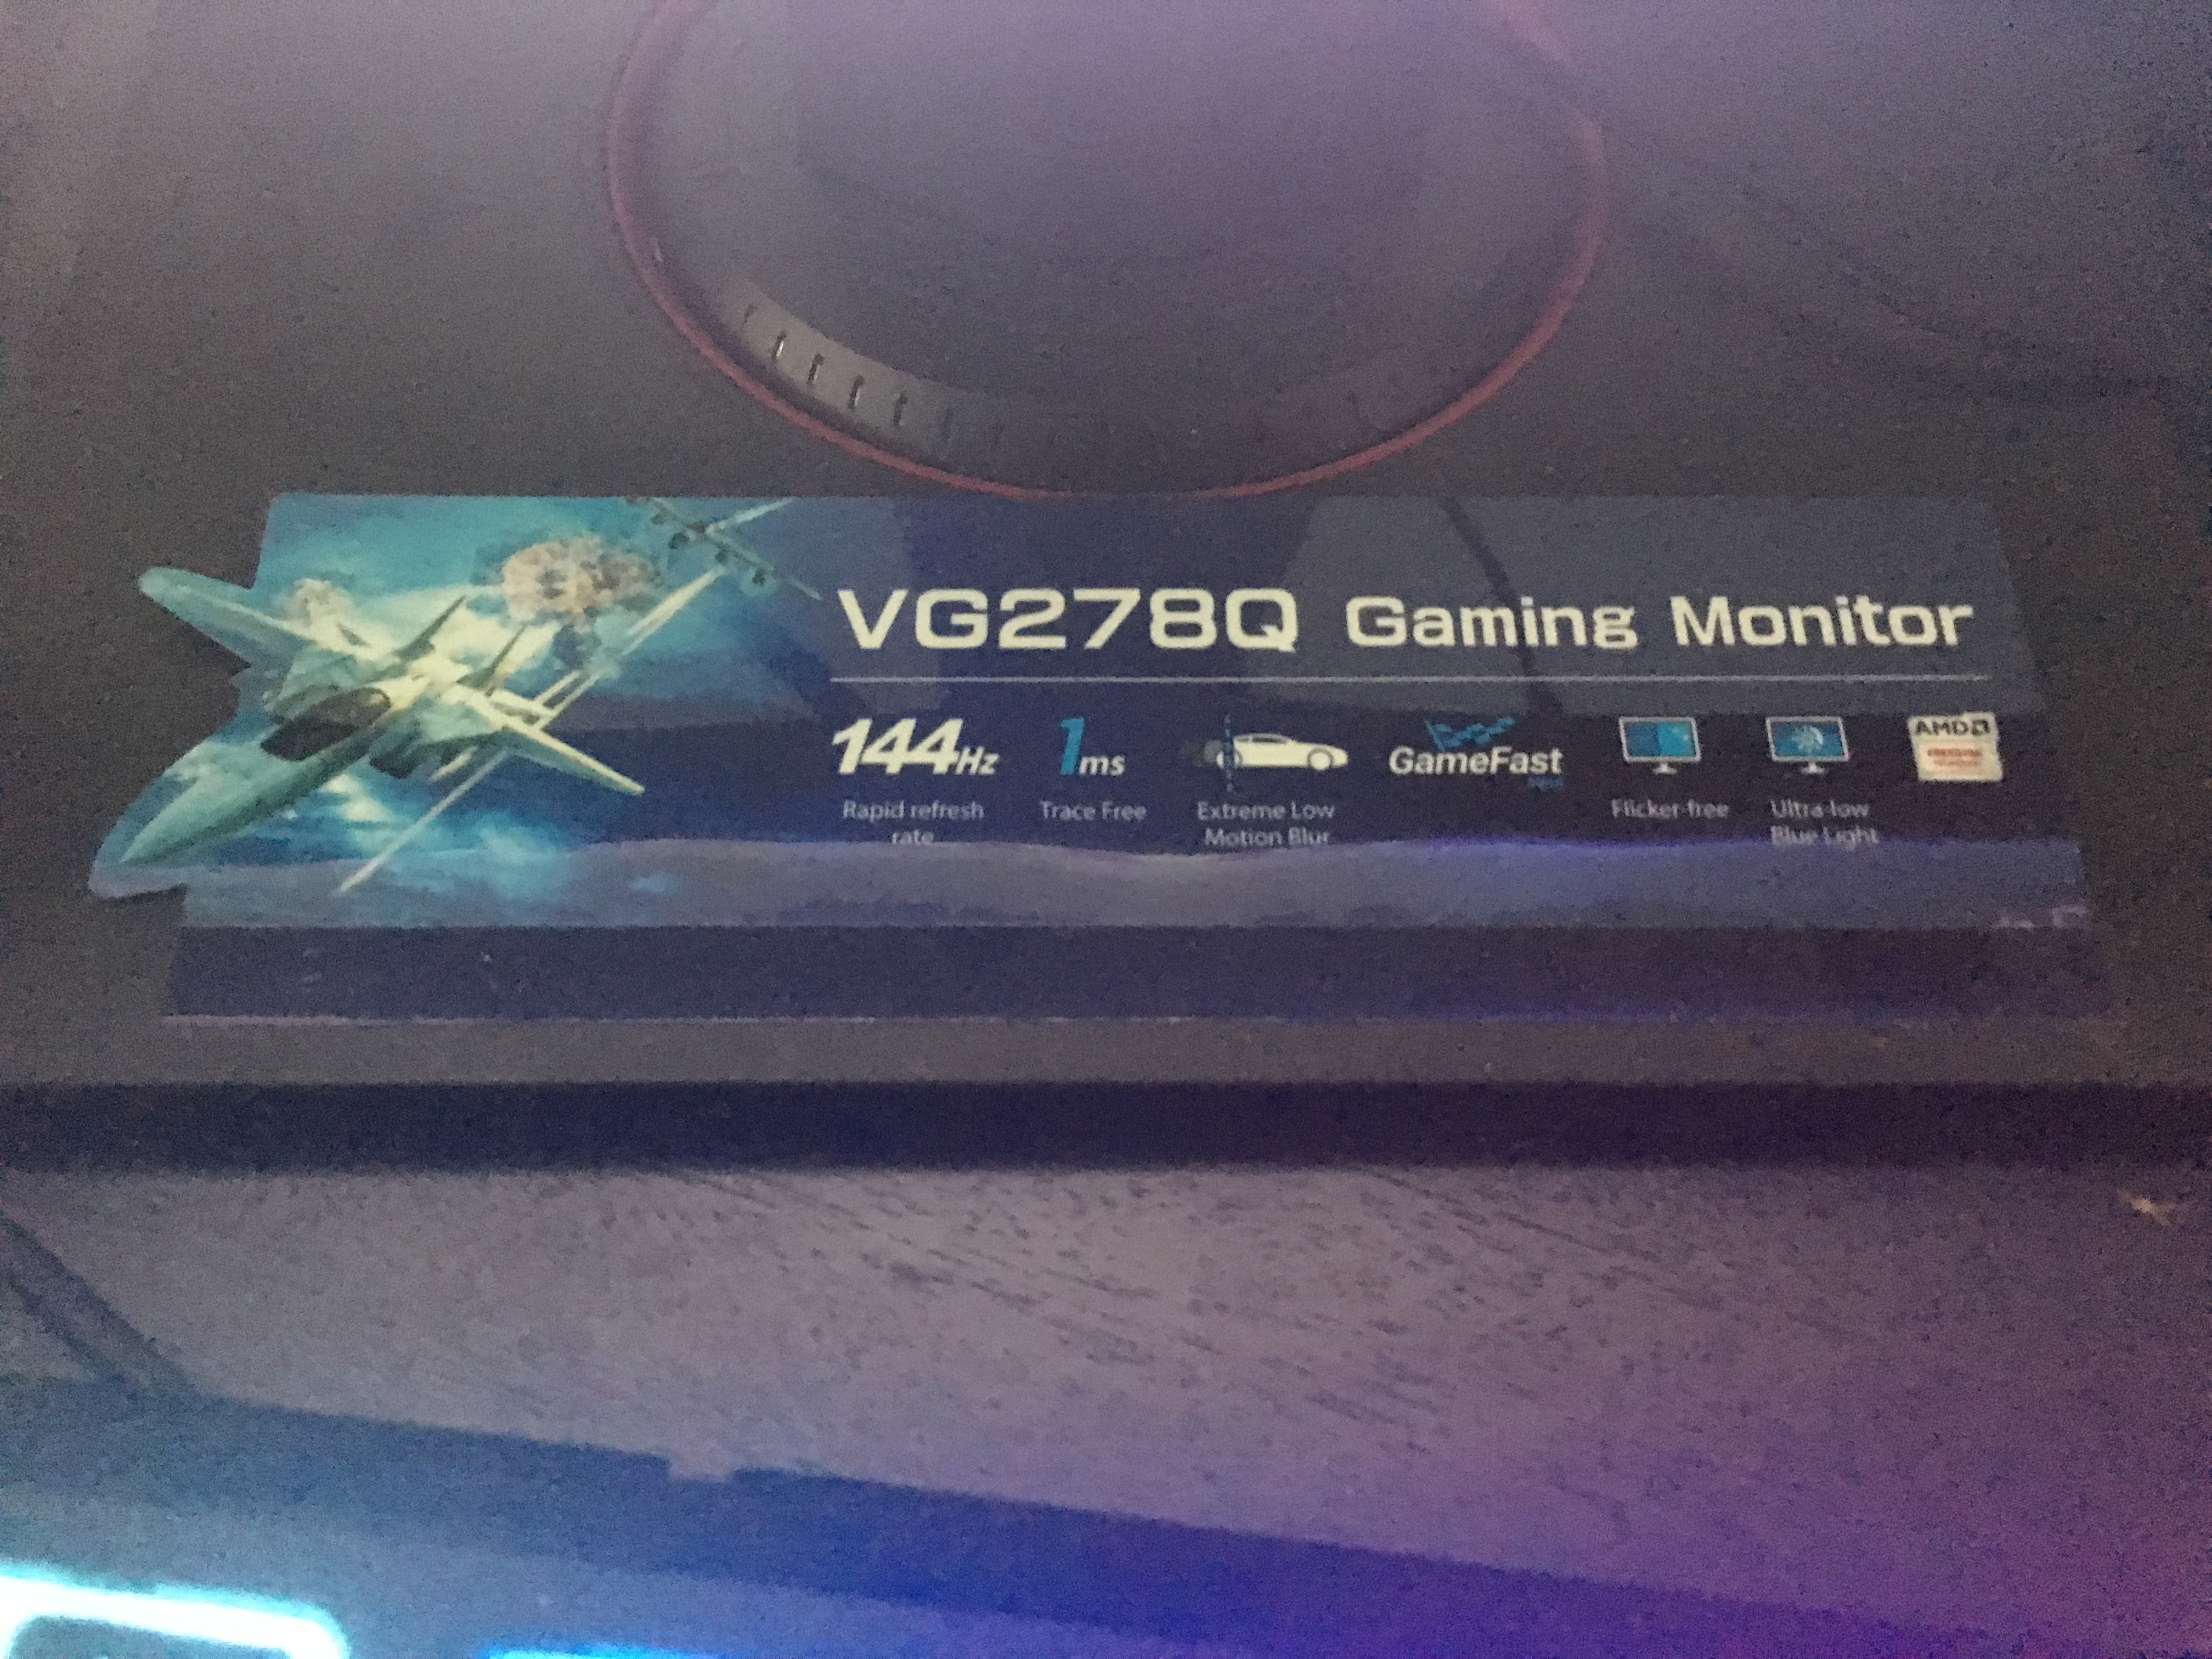 VG278Q Gaming Monitor
144Hz
1ms
GameFast
AMD
Rapid refresh
rate
Trace Free
Extreme Low
Motion Blur
Flicker-free
Ultra-low
Blue Light